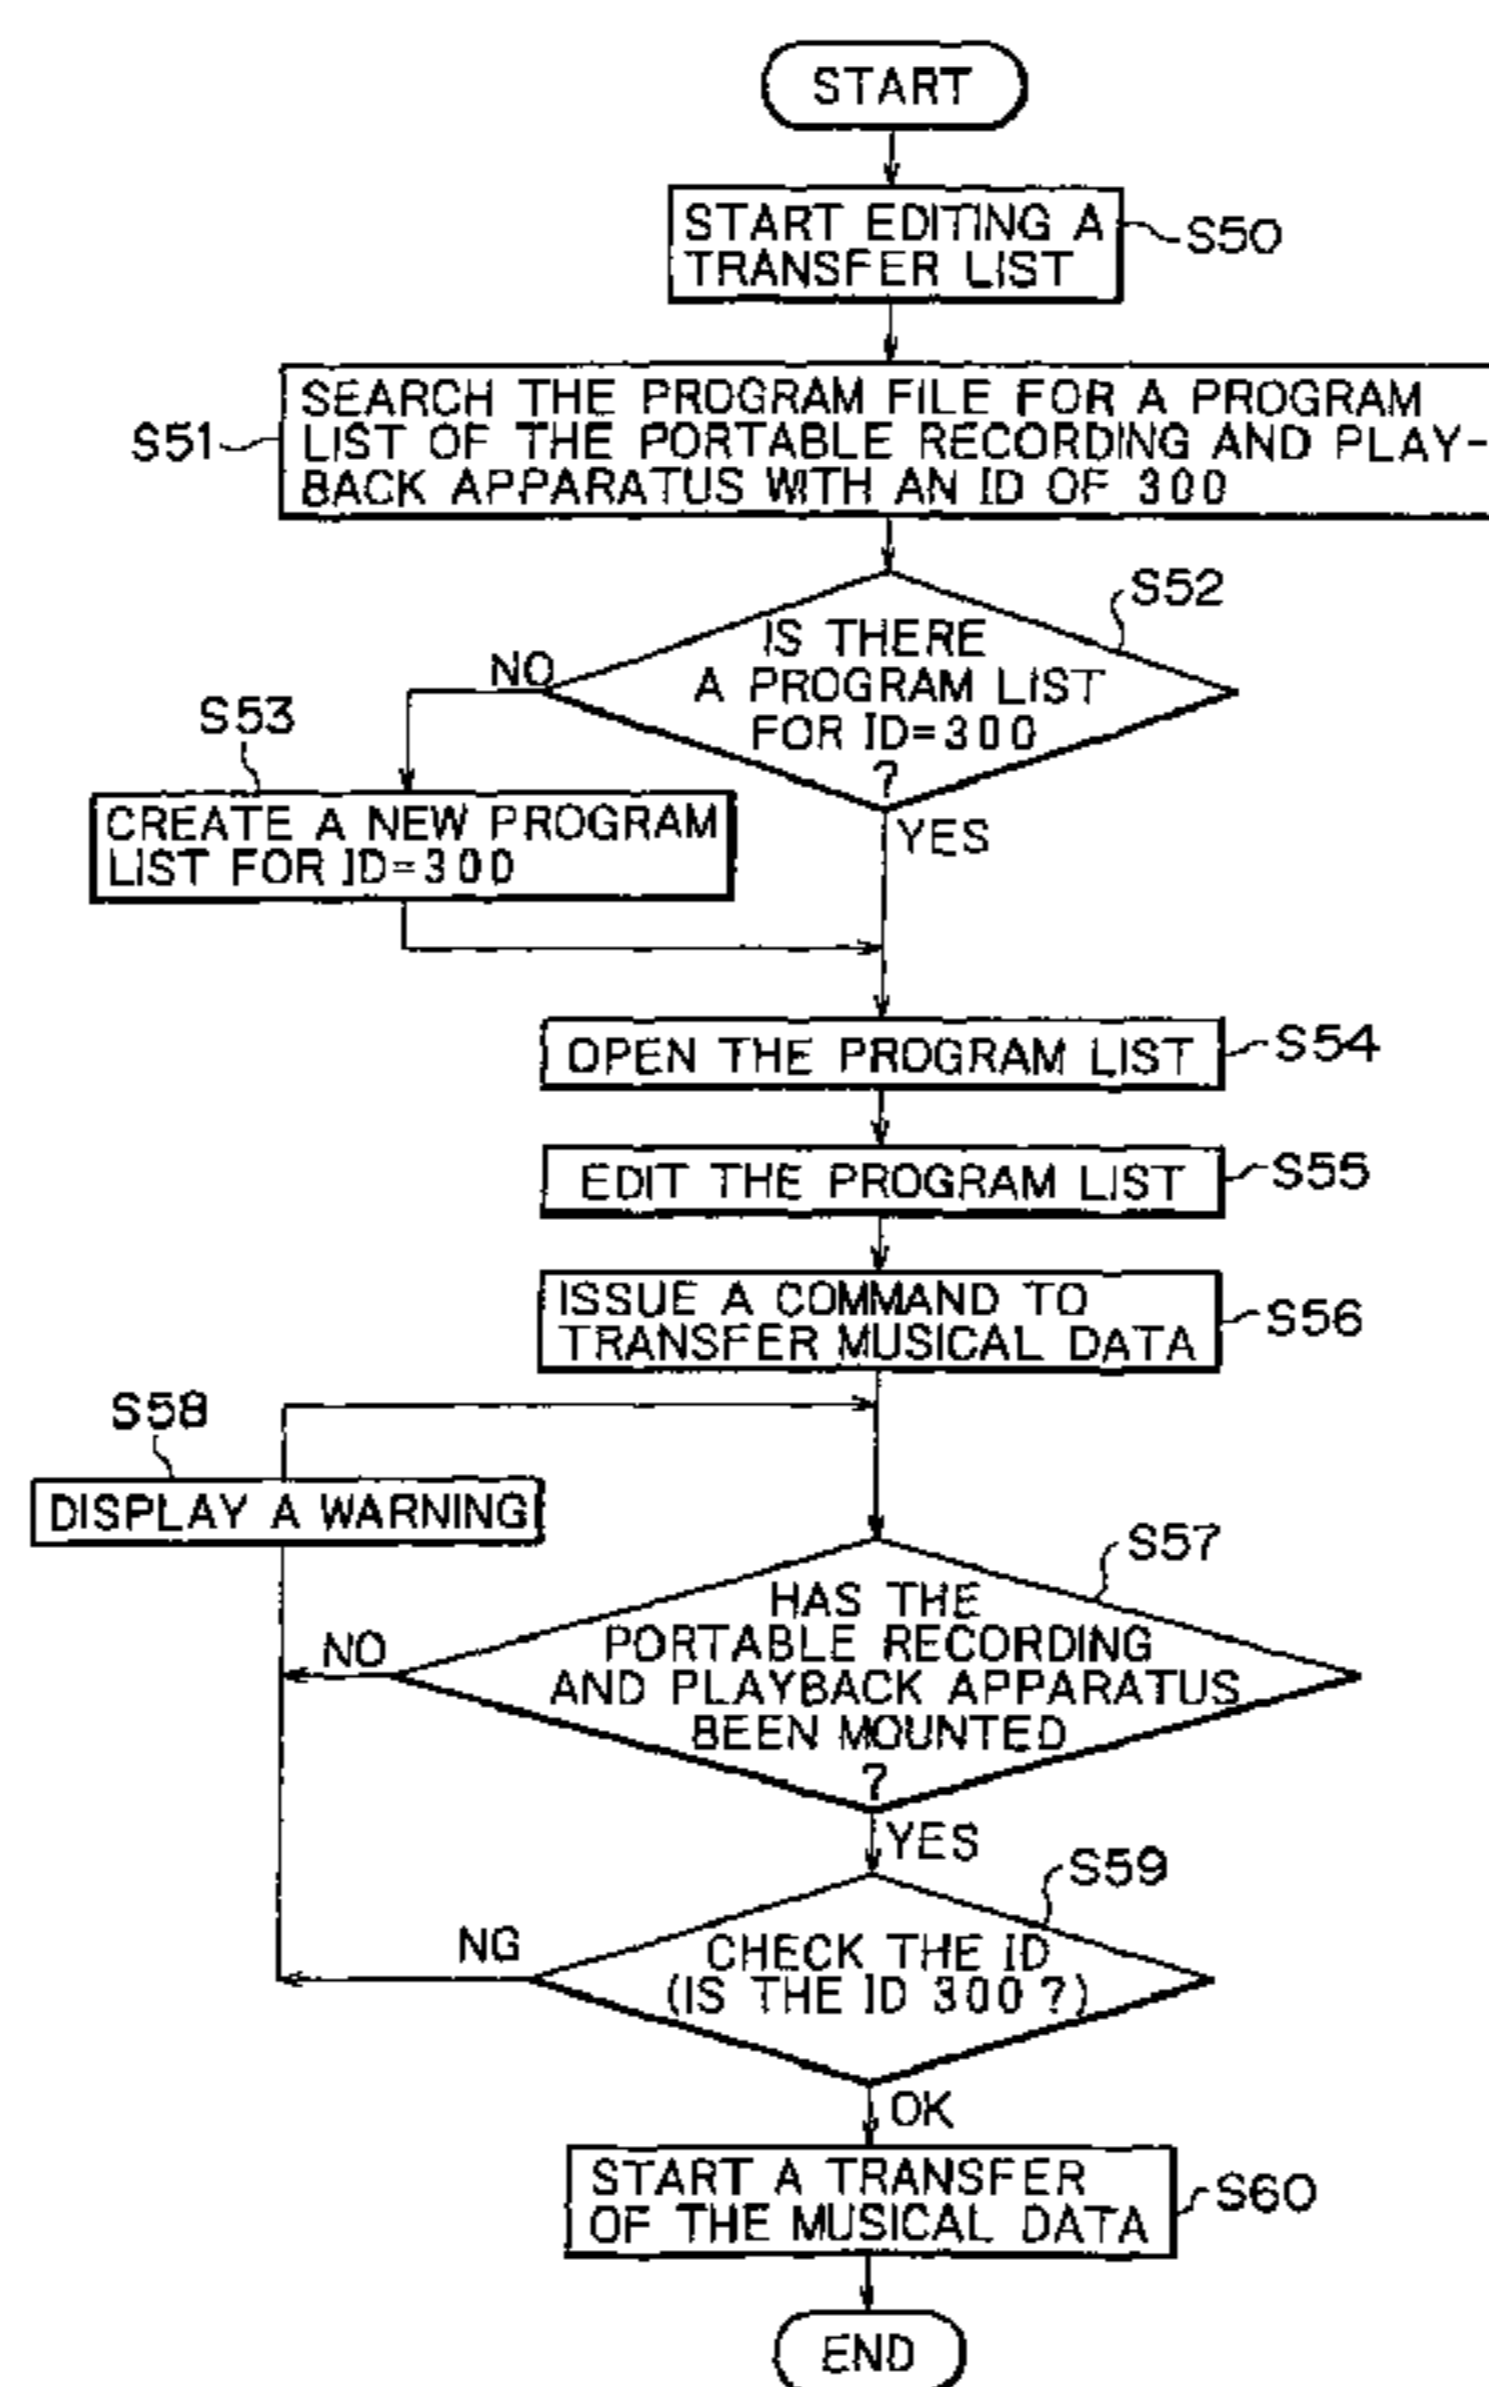 START
START EDITING A
TRANSFER LIST
S50
S51
SEARCH THE PROGRAM FILE FOR A PROGRAM
LIST OF THE PORTABLE RECORDING AND PLAY-
BACK APPARATUS WITH AN ID OF 300
S52
IS THERE
A PROGRAM LIST
FOR ID=300
?
NO
YES
S53
CREATE A NEW PROGRAM
LIST FOR ID=300
OPEN THE PROGRAM LIST
S54
EDIT THE PROGRAM LIST
S55
ISSUE A COMMAND TO
TRANSFER MUSICAL DATA
S56
S58
DISPLAY A WARNING
S57
HAS THE
PORTABLE RECORDING
AND PLAYBACK APPARATUS
BEEN MOUNTED
?
NO
YES
S59
NG
CHECK THE ID
(IS THE ID 300 ?)
OK
START A TRANSFER
OF THE MUSICAL DATA
S60
END